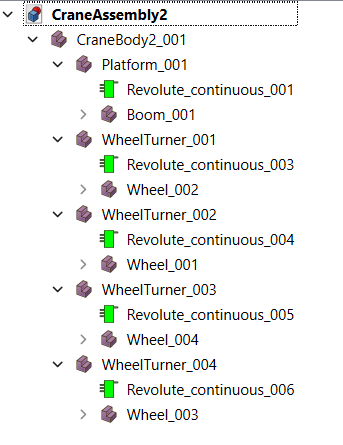 CraneAssembly2
CraneBody2_001
Platform_001
Revolute_continuous_001
Boom_001
WheelTurner_001
Revolute_continuous_003
Wheel_002
WheelTurner_002
Revolute_continuous_004
Wheel_001
WheelTurner_003
Revolute_continuous_005
Wheel_004
WheelTurner_004
Revolute_continuous_006
Wheel_003